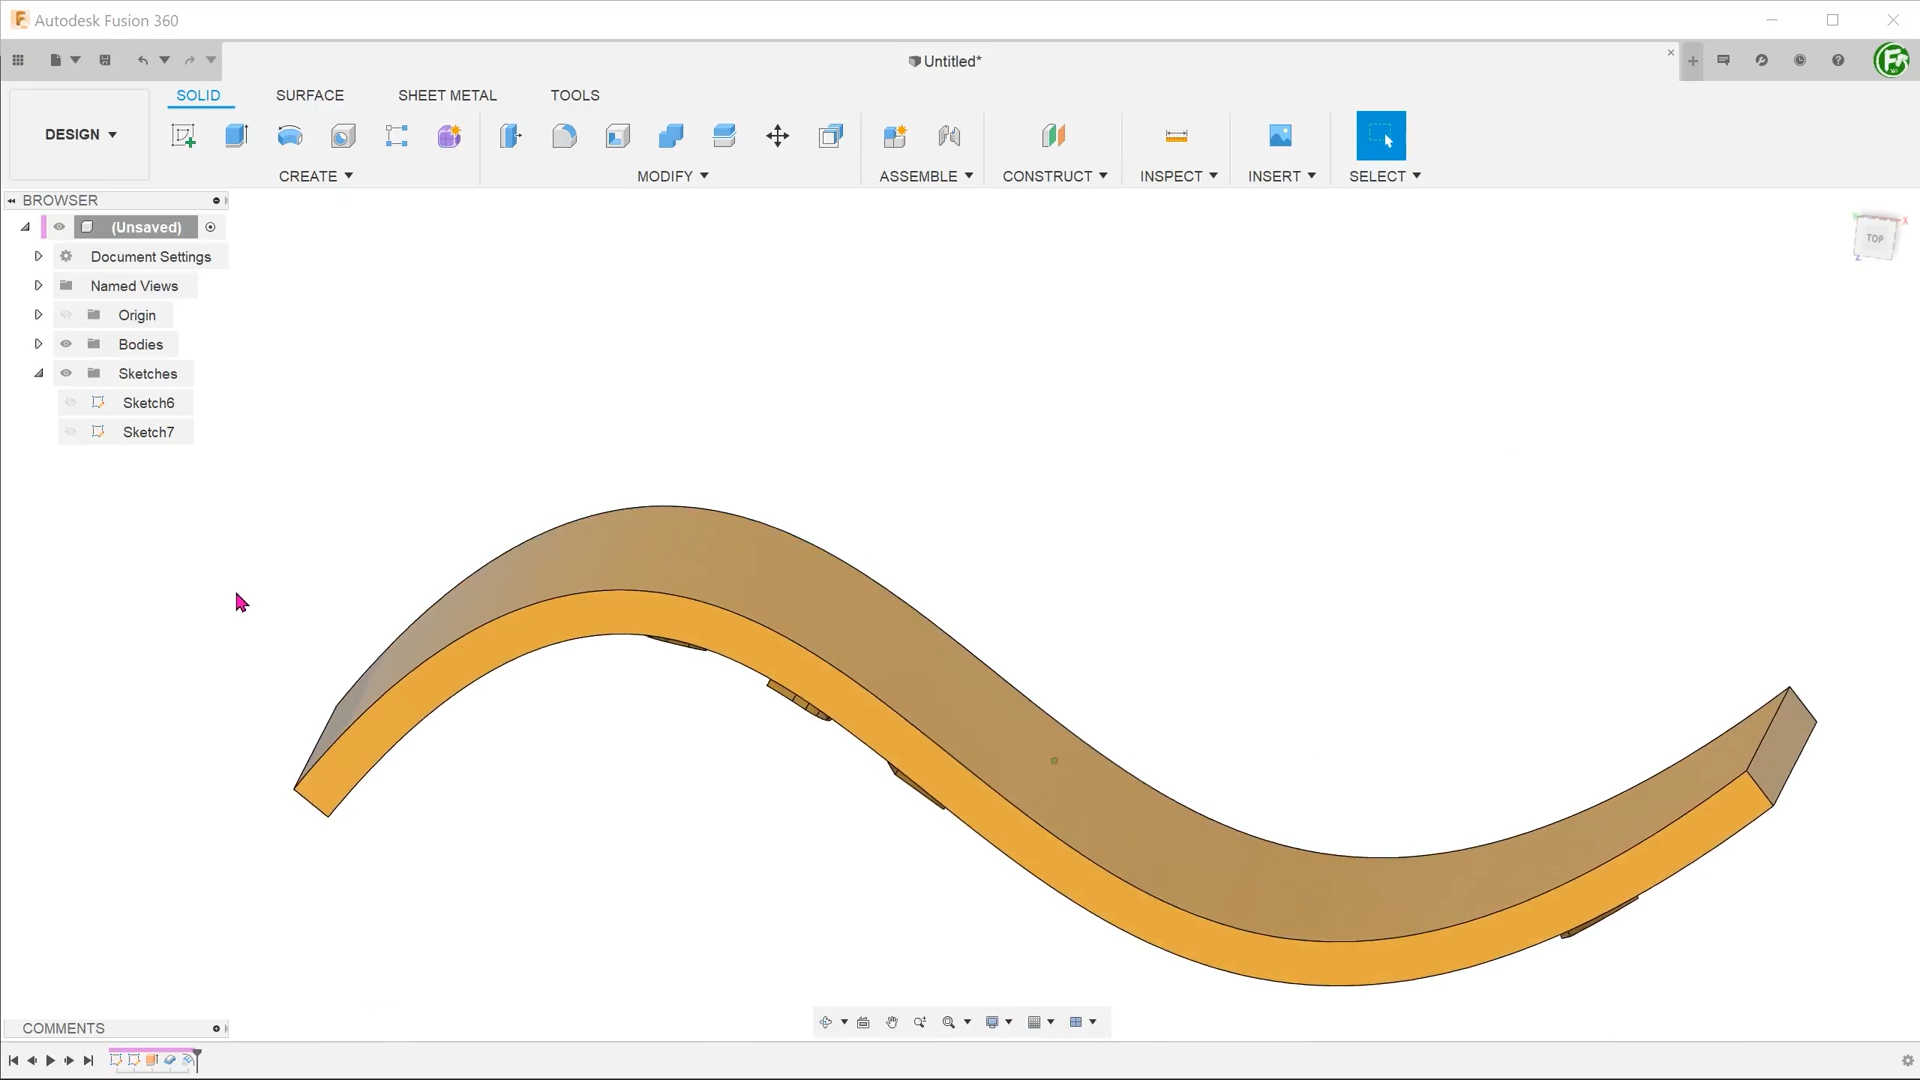 Autodesk Fusion 360
Untitled*
SOLID SURFACE SHEET METAL TOOLS
DESIGN
CREATE MODIFY ASSEMBLE CONSTRUCT INSPECT INSERT SELECT
BROWSER
(Unsaved)
Document Settings
Named Views
Origin
Bodies
Sketches
Sketch6
Sketch7
TOP
X
Y
Z
COMMENTS